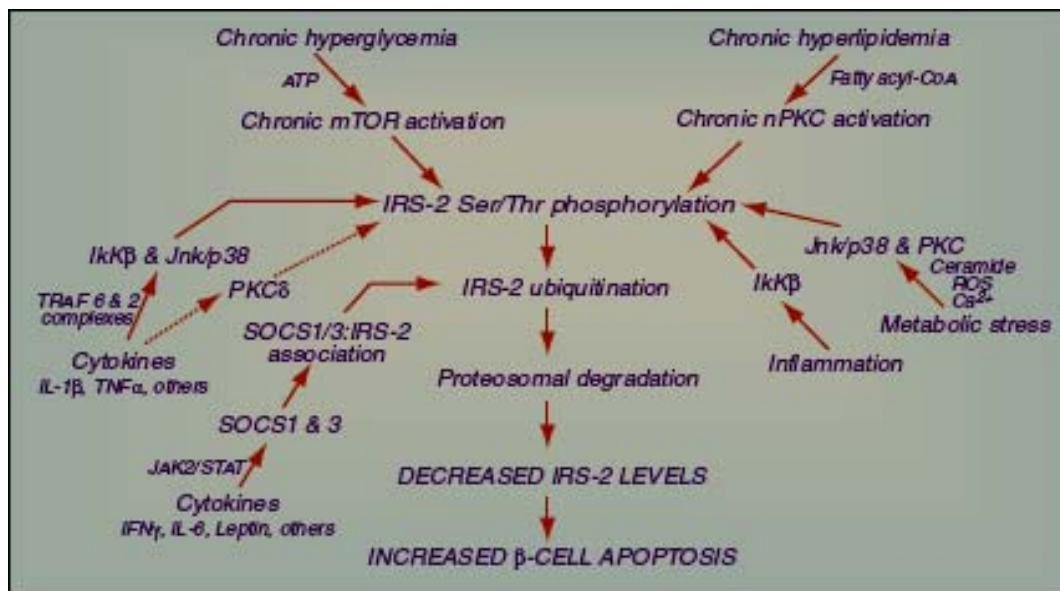 Chronic hyperglycemia
Chronic hyperlipidemia
ATP
Fatty acyl-CoA
Chronic mTOR activation
Chronic nPKC activation
IRS-2 Ser/Thr phosphorylation
IkKβ & Jnk/p38
Jnk/p38 & PKC
PKCδ
IRS-2 ubiquitination
IkKβ
Ceramide
ROS
Ca2+
TRAF 6 & 2
complexes
SOCS1/3:IRS-2
association
Metabolic stress
Cytokines
IL-1β, TNFα, others
Inflammation
Proteosomal degradation
SOCS1 & 3
JAK2/STAT
DECREASED IRS-2 LEVELS
Cytokines
IFNγ, IL-6, Leptin, others
INCREASED β-CELL APOPTOSIS